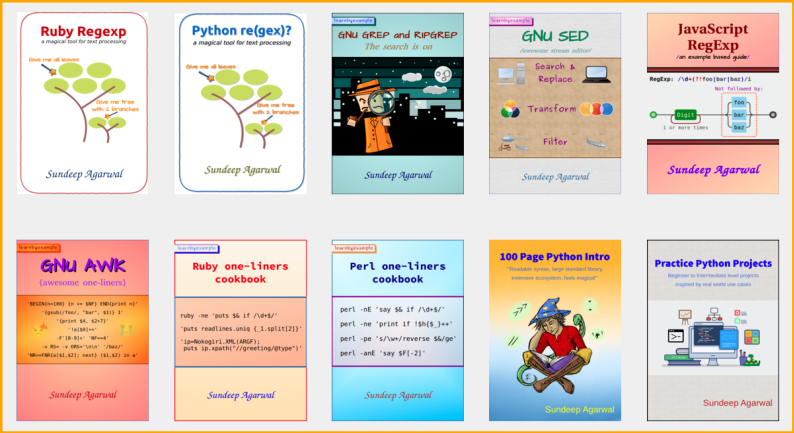 Ruby Regexp
a magical tool for text processing
Give me all leaves
Give me tree
with 2 branches
Sundeep Agarwal
Python re(gex)?
a magical tool for text processing
Give me all leaves
Give me tree
with 2 branches
Sundeep Agarwal
learnbyexample
GNU GREP and RIPGREP
The search is on
Sundeep Agarwal
learnbyexample
GNU SED
/awesome stream editor/
Search &
Replace
Transform
Filter
Sundeep Agarwal
JavaScript
RegExp
/an example based guide/
RegExp: /\d+(?!foo|bar|baz)/i
Not followed by:
Digit
foo
bar
baz
1 or more times
Sundeep Agarwal
learnbyexample
GNU AWK
(awesome one-liners)
'{print $4, $2+7}'
'!a[$0]++'
-F'[0-9]+' 'NF==4'
-v RS= -v ORS='\n\n' '/baz/'
'NR==FNR{a[$1,$2]; next} ($1,$2) in a'
Sundeep Agarwal
learnbyexample
Ruby one-liners
cookbook
ruby -ne 'puts $& if /\d+$/'
'puts readlines.uniq {_1.split[2]}'
'ip=Nokogiri.XML(ARGF);
puts ip.xpath("//greeting/@type")'
Sundeep Agarwal
learnbyexample
Perl one-liners
cookbook
perl -nE 'say $& if /\d+$/'
perl -ne 'print if !$h{$_}++'
perl -pe 's/\w+/reverse $&/ge'
perl -anE 'say $F[-2]'
Sundeep Agarwal
100 Page Python Intro
"Readable syntax, large standard library,
extensive ecosystem, feels magical"
Sundeep Agarwal
Practice Python Projects
Beginner to Intermediate level projects
inspired by real world use cases
Sundeep Agarwal